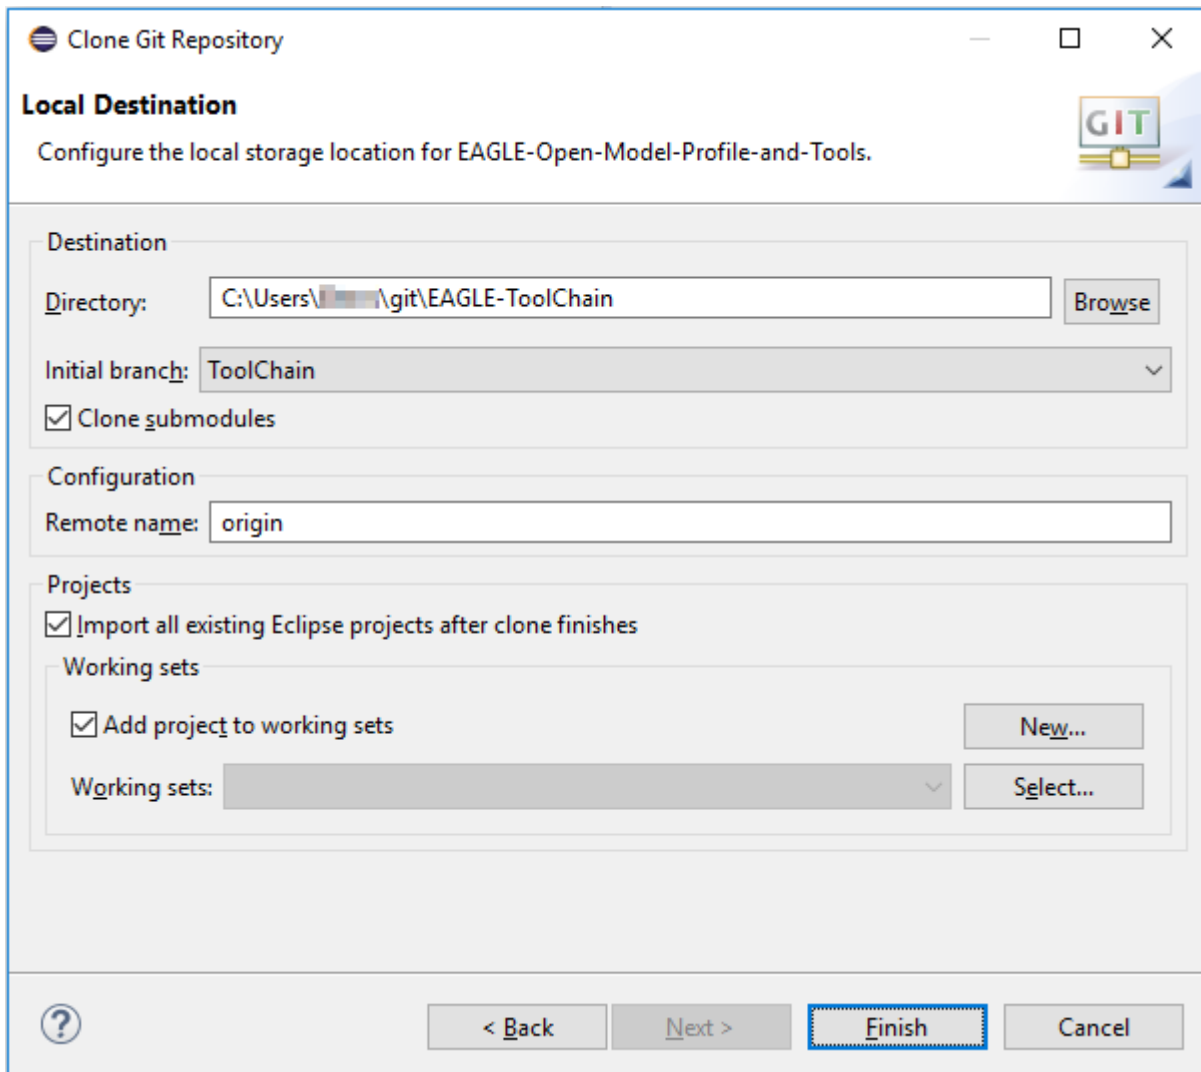 Clone Git Repository
Local Destination
GIT
Configure the local storage location for EAGLE-Open-Model-Profile-and-Tools.
Destination
Directory: C:\Users\ \git\EAGLE-ToolChain Browse
Initial branch: ToolChain
Clone submodules
Configuration
Remote name: origin
Projects
Import all existing Eclipse projects after clone finishes
Working sets
Add project to working sets New...
Working sets: Select...
? < Back Next > Finish Cancel